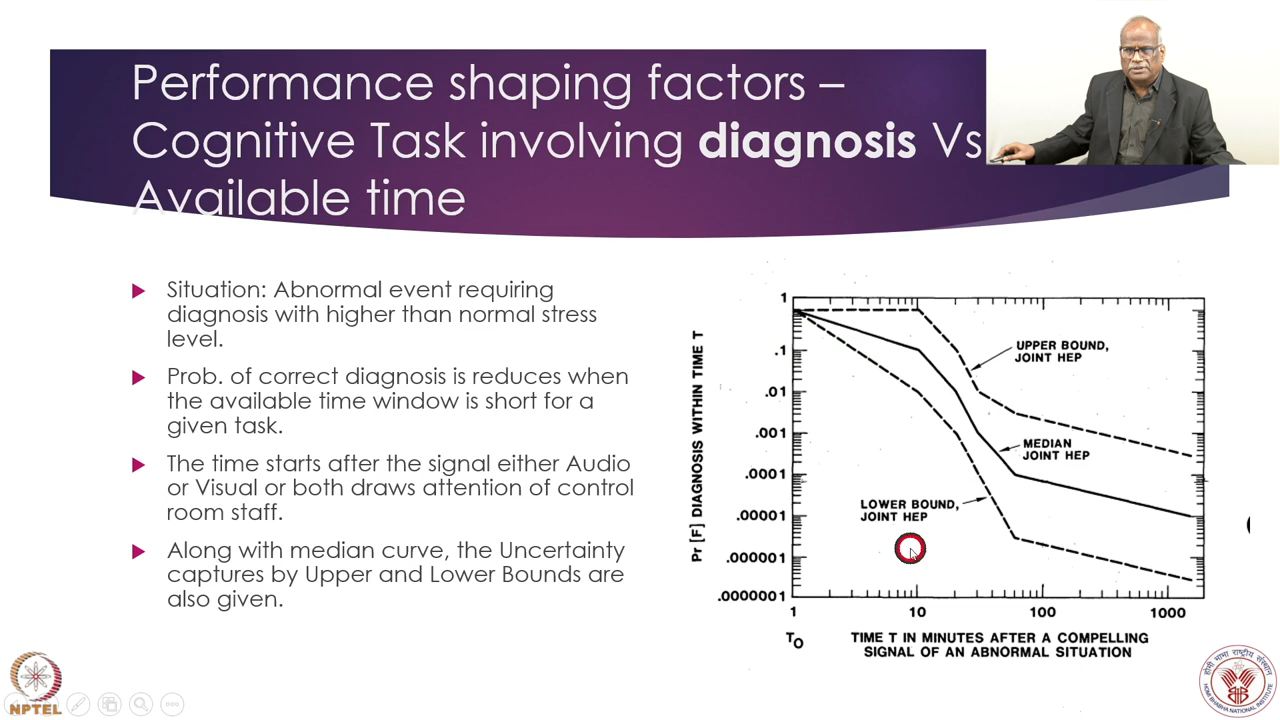 Performance shaping factors –
Cognitive Task involving diagnosis Vs
Available time
Situation: Abnormal event requiring
diagnosis with higher than normal stress
level.
Prob. of correct diagnosis is reduces when
the available time window is short for a
given task.
The time starts after the signal either Audio
or Visual or both draws attention of control
room staff.
Along with median curve, the Uncertainty
captures by Upper and Lower Bounds are
also given.
Pr [F] DIAGNOSIS WITHIN TIME T
1
.1
.01
.001
.0001
.00001
.000001
.0000001
UPPER BOUND,
JOINT HEP
MEDIAN
JOINT HEP
LOWER BOUND,
JOINT HEP
1 10 100 1000
TO
TIME T IN MINUTES AFTER A COMPELLING
SIGNAL OF AN ABNORMAL SITUATION
NPTEL
होमी भाभा राष्ट्रीय संस्थान
HOMI BHABHA NATIONAL INSTITUTE